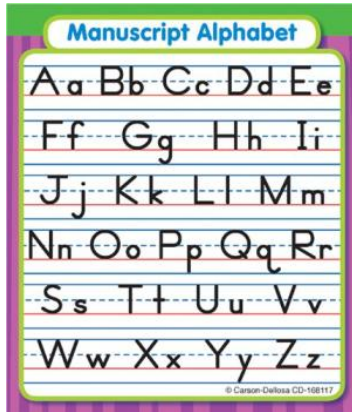 Manuscript Alphabet
Aa Bb Cc Dd Ee
Ff Gg Hh Ii
Jj Kk Ll Mm
Nn Oo Pp Qq Rr
Ss Tt Uu Vv
Ww Xx Yy Zz
© Carson-Dellosa CD-168117